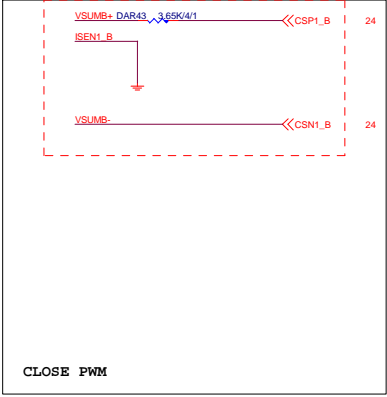 VSUMB+ DAR43 3.65K/4/1 CSP1_B 24
ISEN1_B
VSUMB- CSN1_B 24
CLOSE PWM